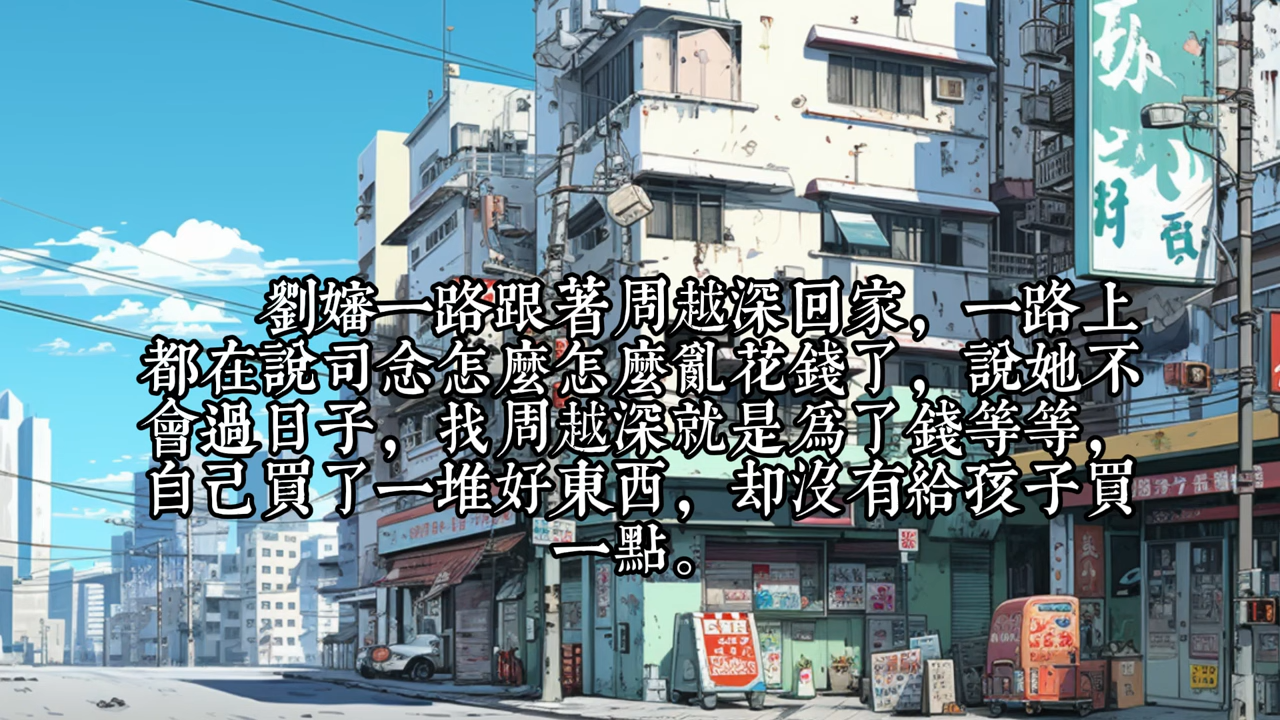 劉嬸一路跟著周越深回家，一路上
都在說司念怎麼怎麼亂花錢了，說她不
會過日子，找周越深就是為了錢等等，
自己買了一堆好東西，却沒有給孩子買
一點。